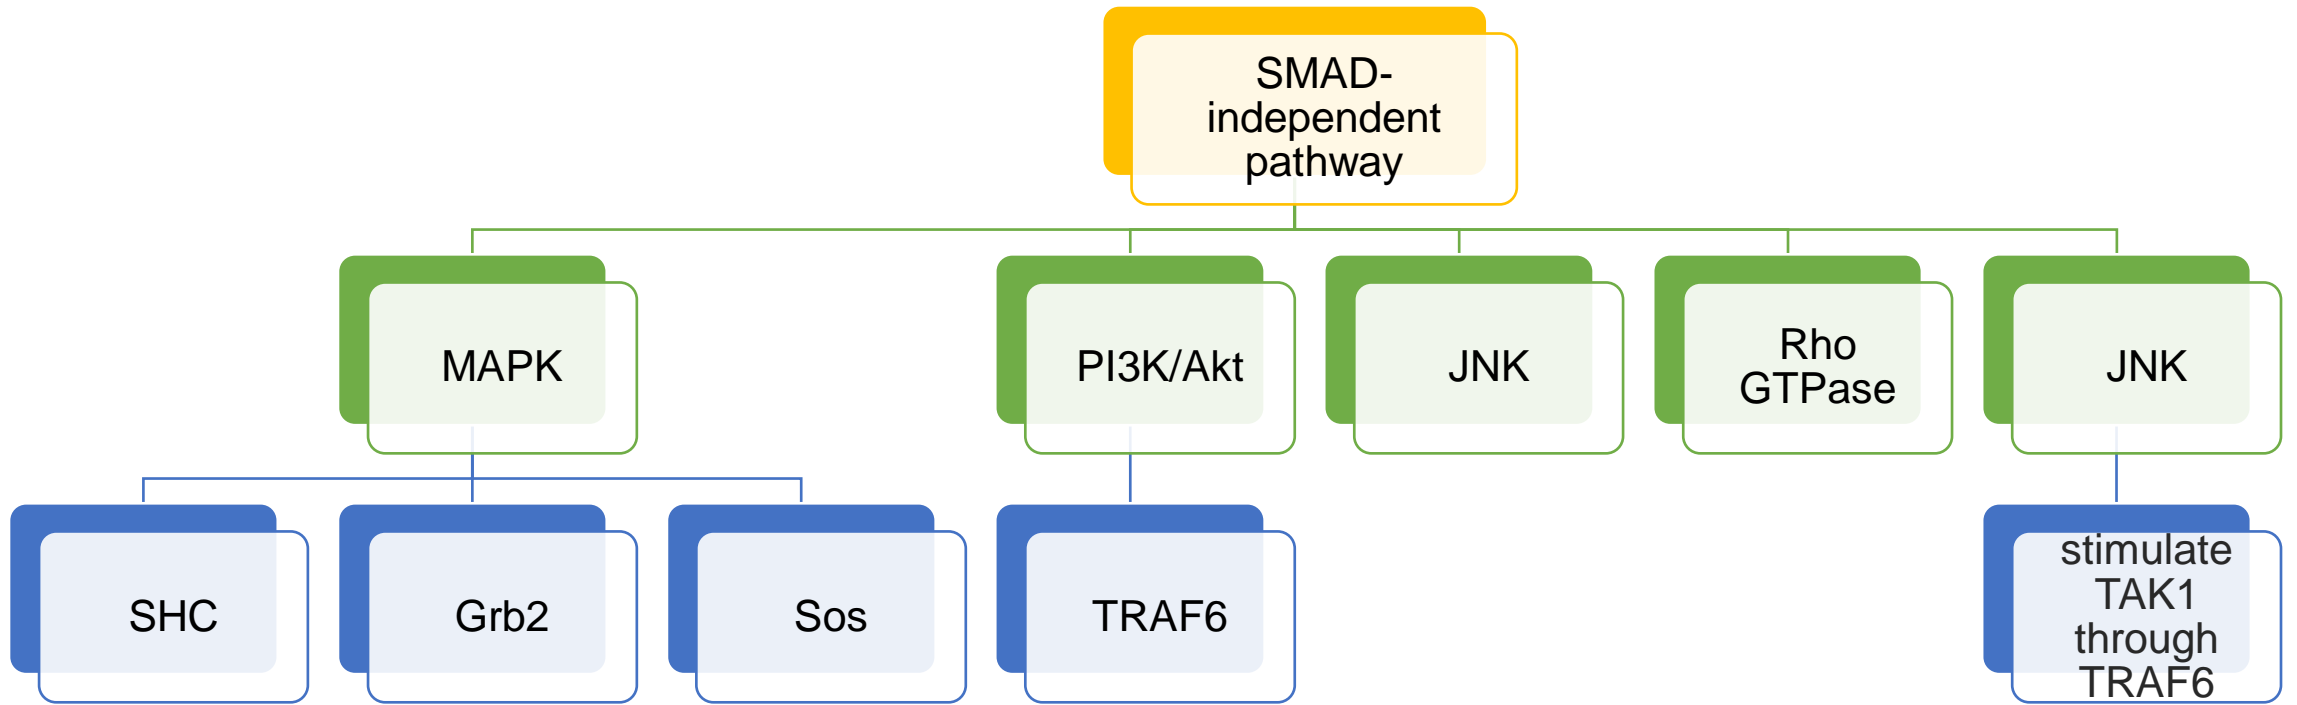 SMAD-
independent
pathway
MAPK
PI3K/Akt
JNK
Rho
GTPase
JNK
SHC
Grb2
Sos
TRAF6
stimulate
TAK1
through
TRAF6